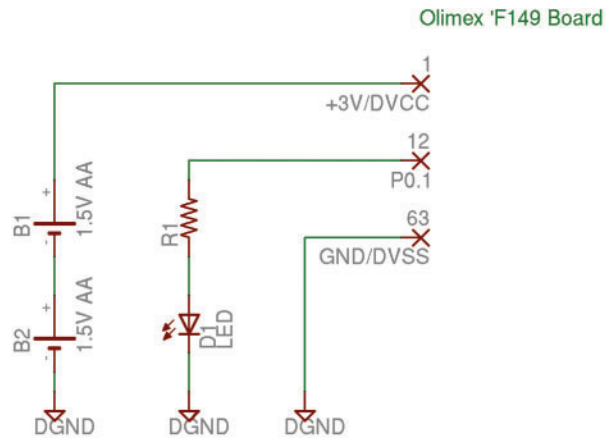 Olimex 'F149 Board
1
+3V/DVCC
12
P0.1
63
GND/DVSS
+
B1
1.5V AA
-
R1
+
B2
1.5V AA
-
D1
LED
DGND
DGND
DGND